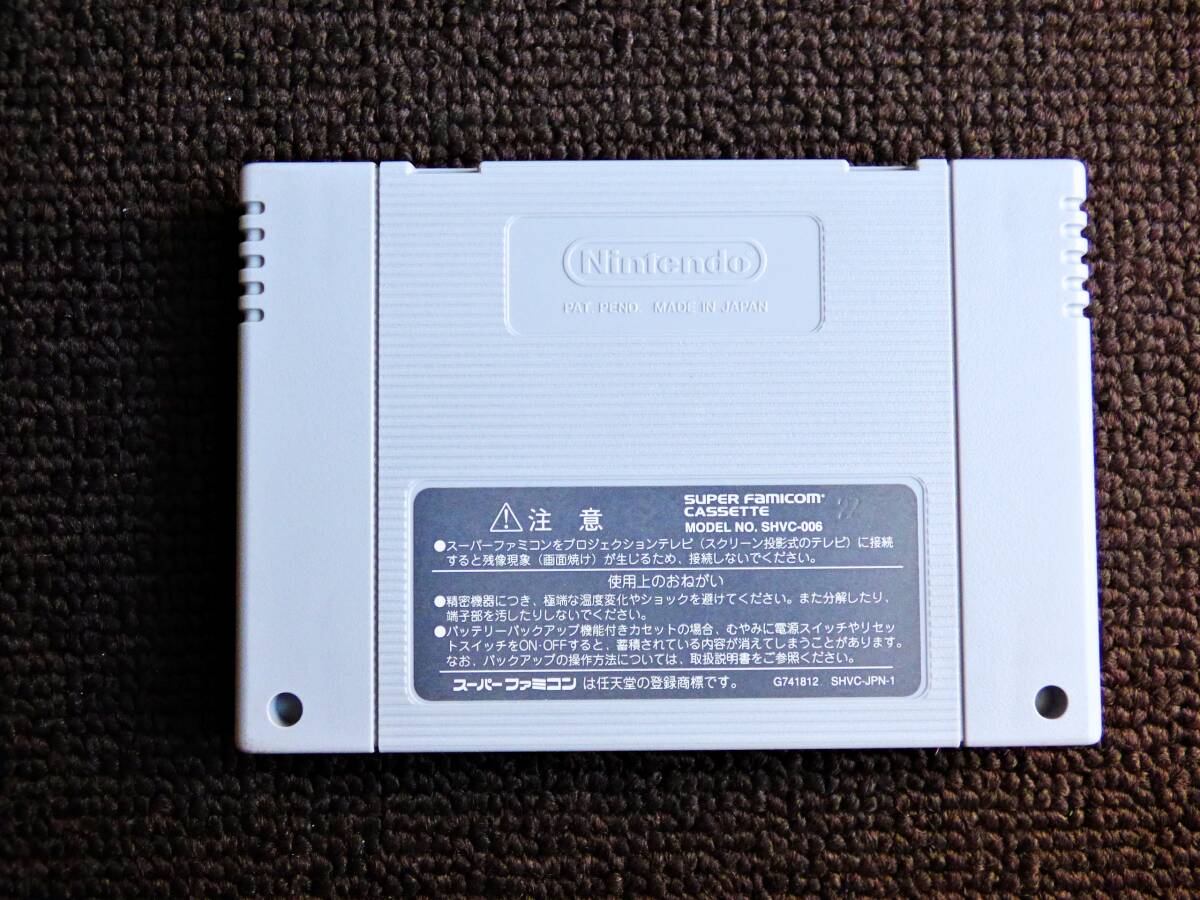 Nintendo
PAT. PEND. MADE IN JAPAN
注 意
SUPER FAMICOM
CASSETTE
MODEL NO. SHVC-006
●スーパーファミコンをプロジェクションテレビ（スクリーン投影式のテレビ）に接続
すると残像現象（画面焼け）が生じるため、接続しないでください。
使用上のおねがい
●精密機器につき、極端な温度変化やショックを避けてください。また分解したり、
端子部を汚したりしないでください。
●バッテリーバックアップ機能付きカセットの場合、むやみに電源スイッチやリセッ
トスイッチをON・OFFすると、蓄積されている内容が消えてしまうことがあります。
なお、バックアップの操作方法については、取扱説明書をご参照ください。
スーパーファミコン は任天堂の登録商標です。
G741812 SHVC-JPN-1